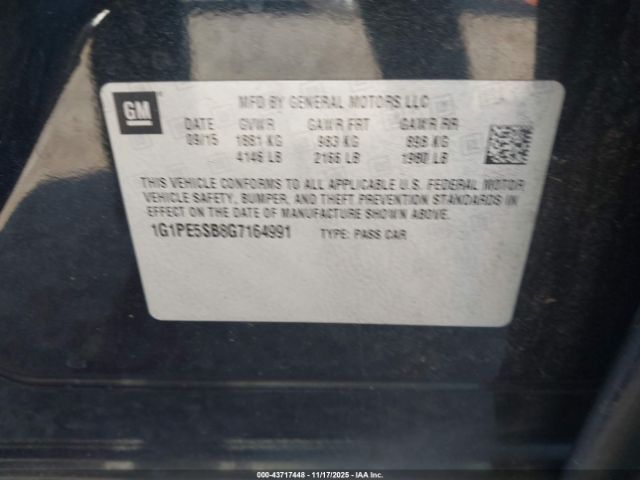 GM
MFD BY GENERAL MOTORS LLC
DATE GVWR GAWR FRT GAWR RR
09/15 1881 KG 983 KG 898 KG
4146 LB 2166 LB 1980 LB
THIS VEHICLE CONFORMS TO ALL APPLICABLE U.S. FEDERAL MOTOR
VEHICLE SAFETY, BUMPER, AND THEFT PREVENTION STANDARDS IN
EFFECT ON THE DATE OF MANUFACTURE SHOWN ABOVE.
1G1PE5SB8G7164991 TYPE: PASS CAR
000-43717448 - 11/17/2025 - IAA Inc.